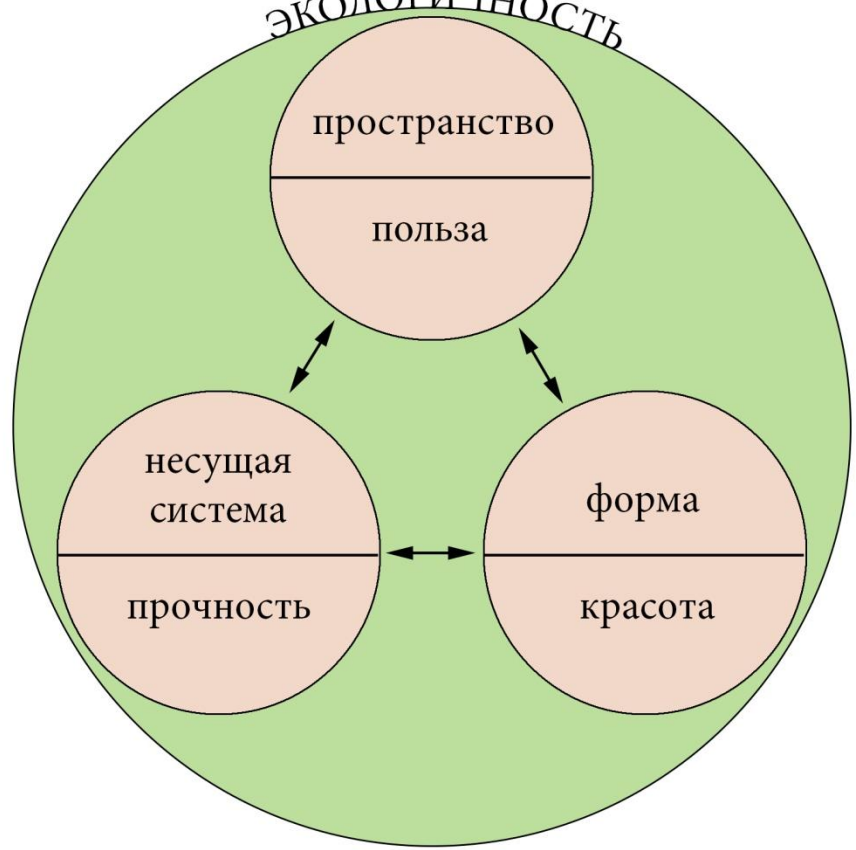 ЭКОЛОГИЧНОСТЬ
пространство
польза
несущая
система
прочность
форма
красота